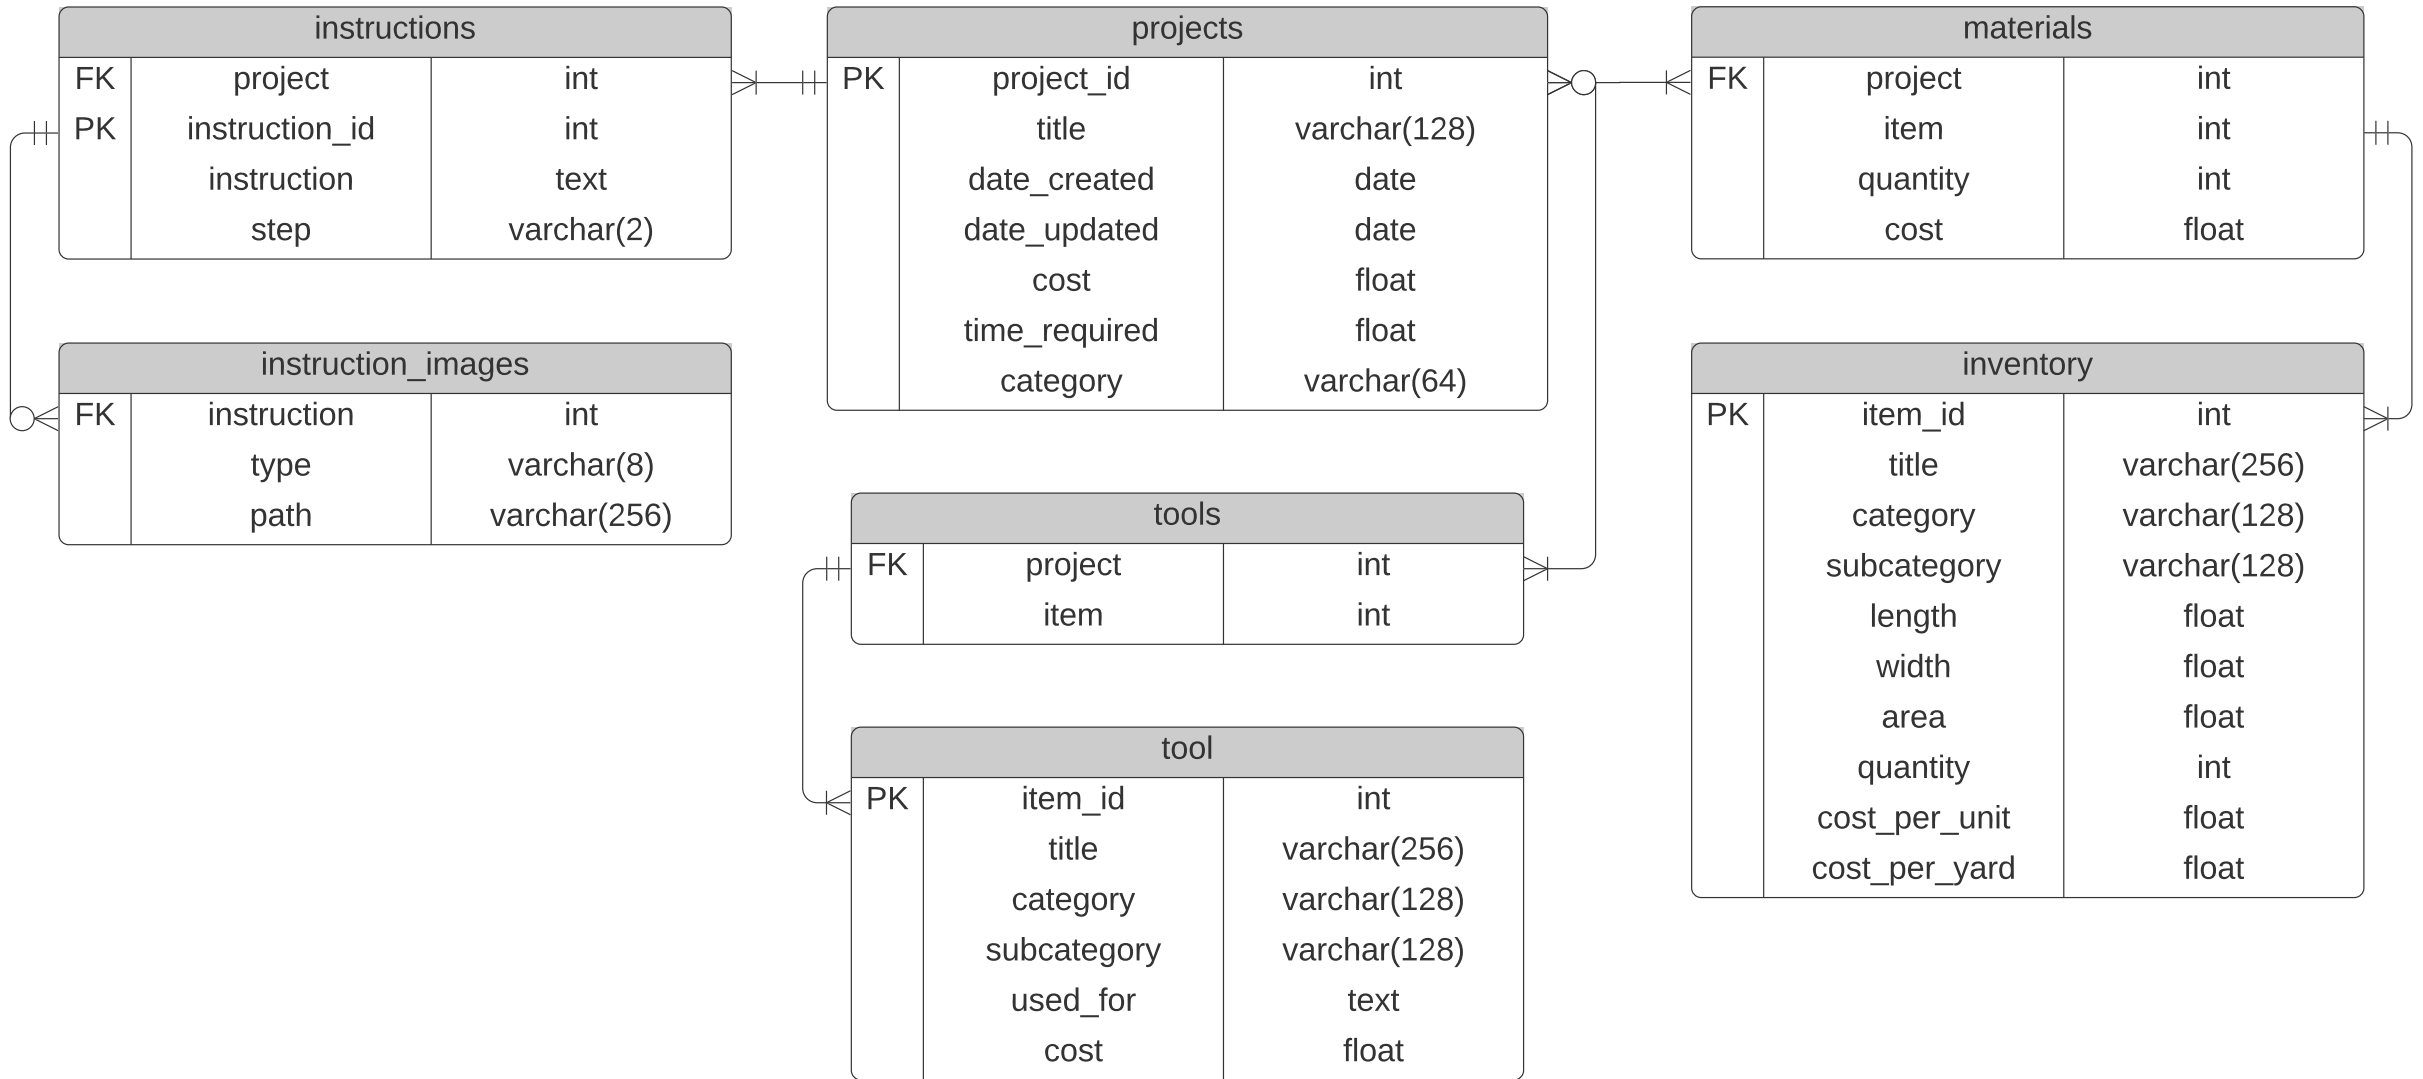 instructions
FK project int
PK instruction_id int
instruction text
step varchar(2)
instruction_images
FK instruction int
type varchar(8)
path varchar(256)
projects
PK project_id int
title varchar(128)
date_created date
date_updated date
cost float
time_required float
category varchar(64)
tools
FK project int
item int
tool
PK item_id int
title varchar(256)
category varchar(128)
subcategory varchar(128)
used_for text
cost float
materials
FK project int
item int
quantity int
cost float
inventory
PK item_id int
title varchar(256)
category varchar(128)
subcategory varchar(128)
length float
width float
area float
quantity int
cost_per_unit float
cost_per_yard float